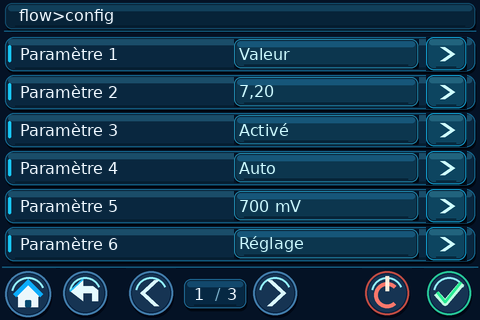 flow>config
Paramètre 1 Valeur
Paramètre 2 7,20
Paramètre 3 Activé
Paramètre 4 Auto
Paramètre 5 700 mV
Paramètre 6 Réglage
1 / 3